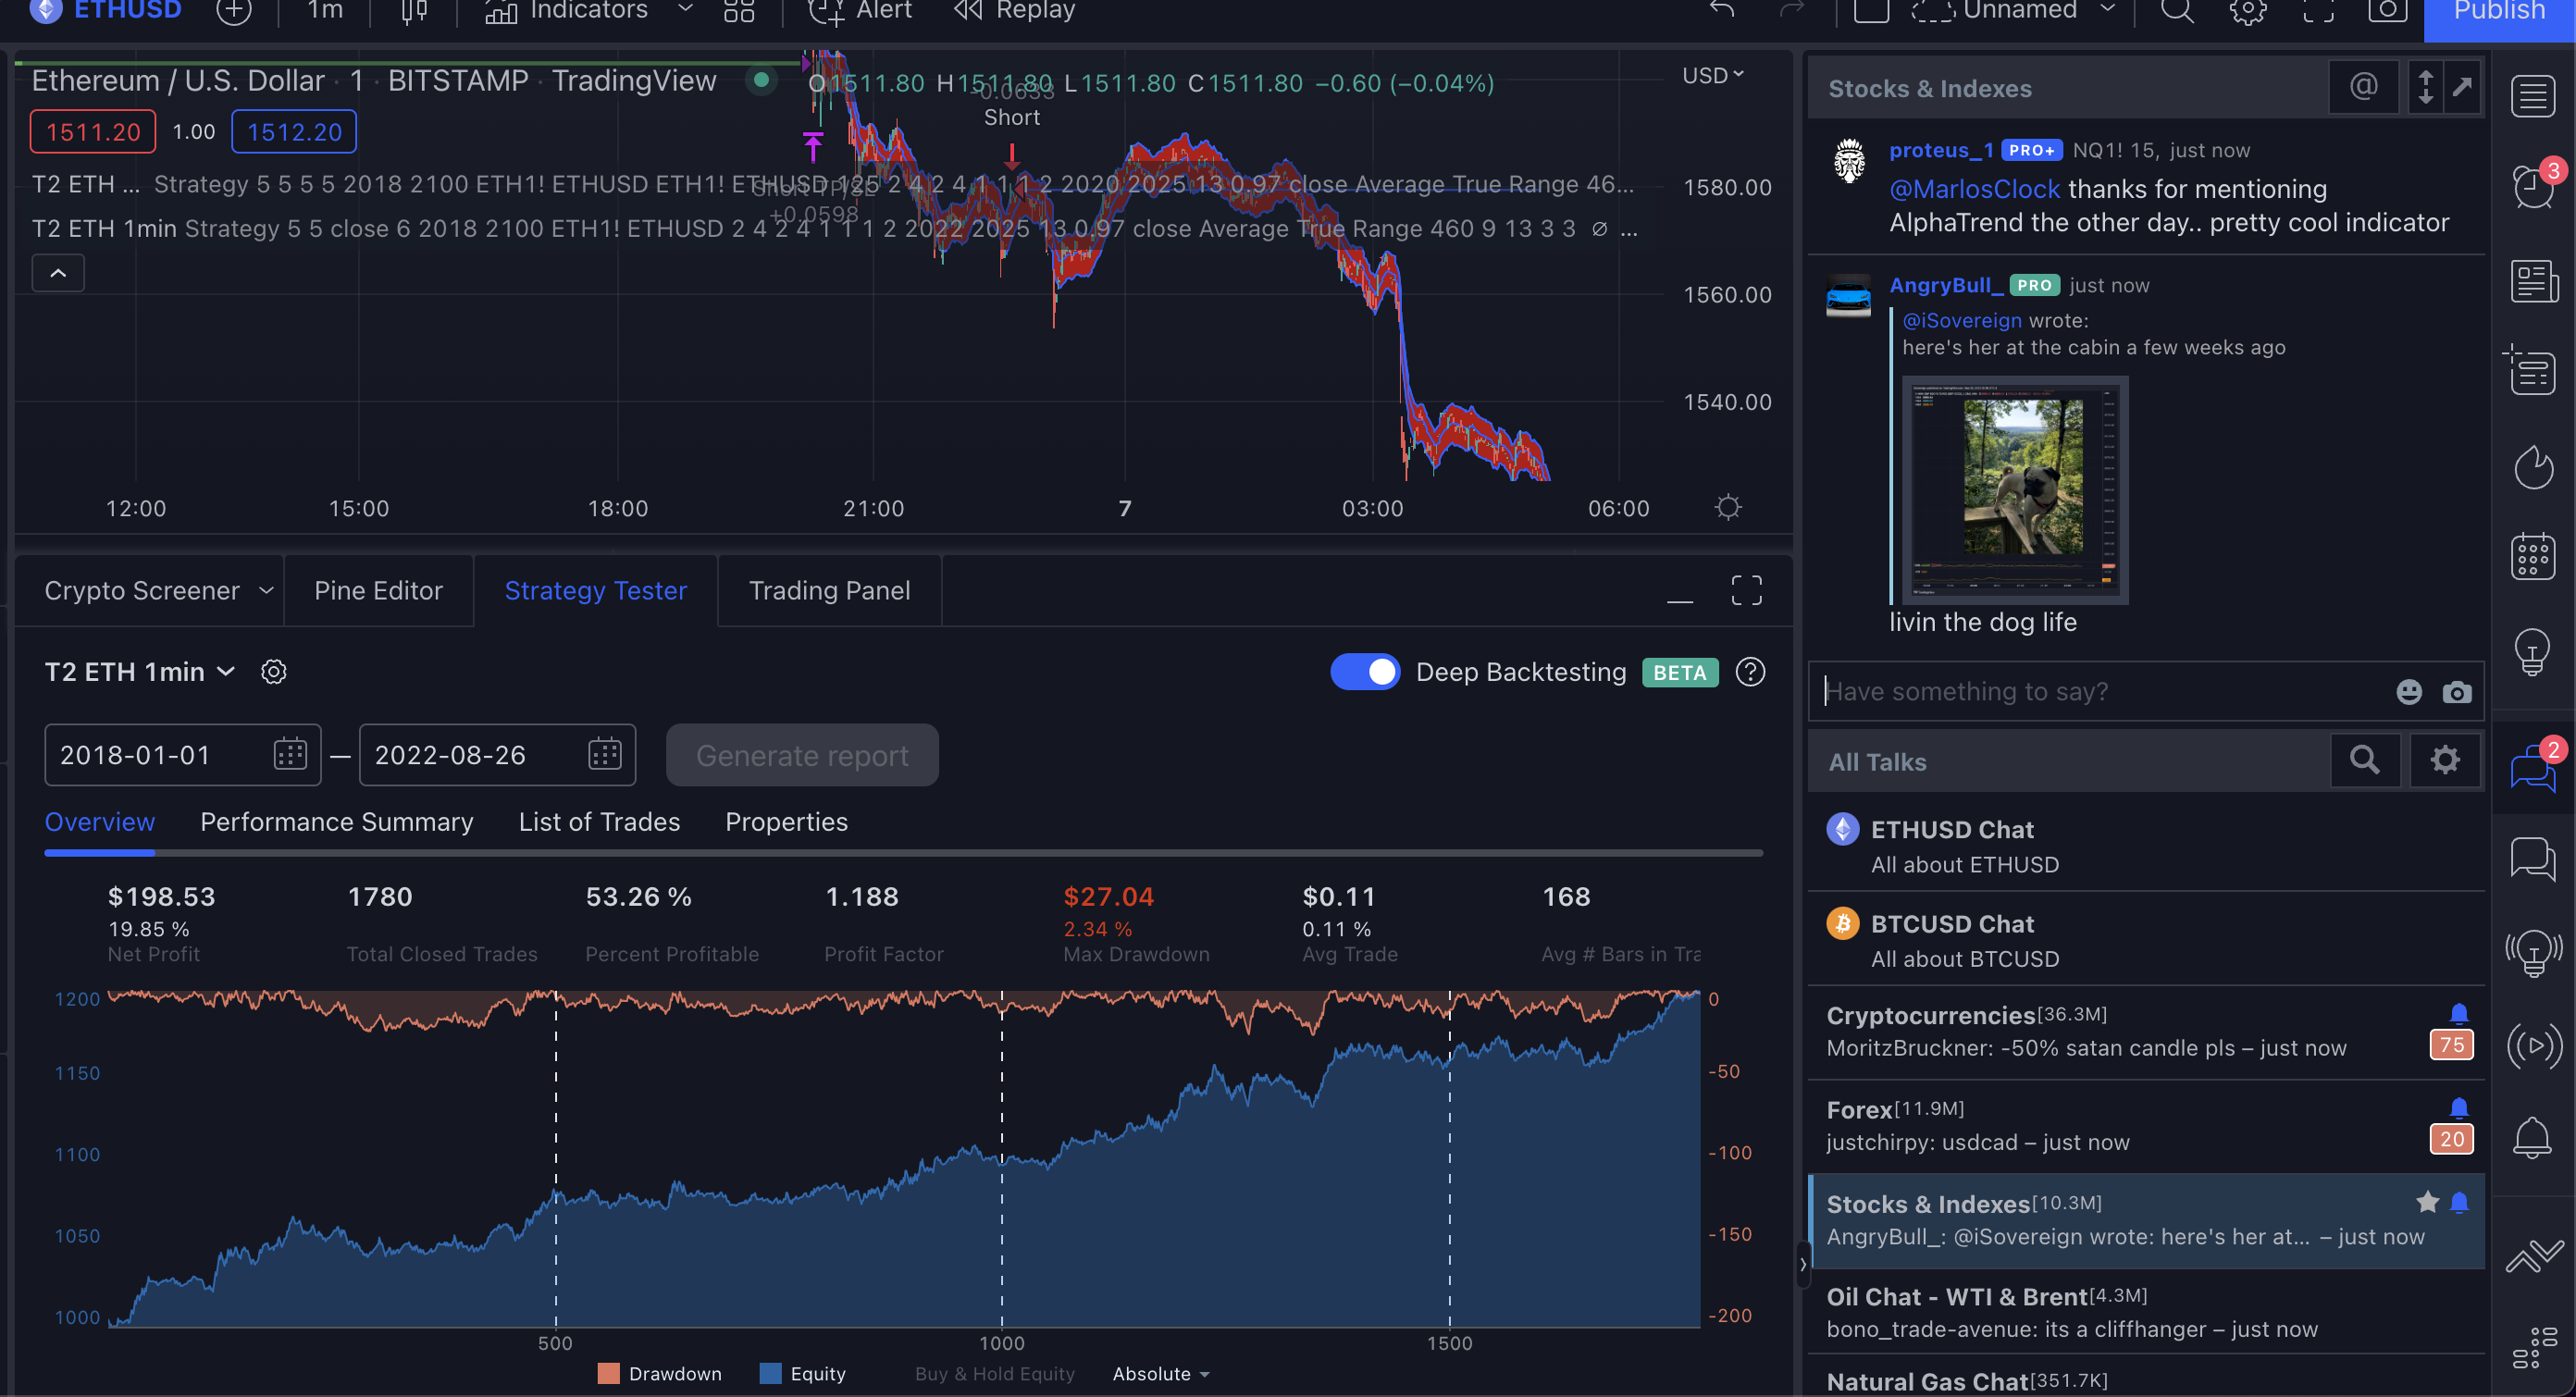 ETHUSD
1m
Indicators
Alert
Replay
Unnamed
Publish
Ethereum / U.S. Dollar · 1 · BITSTAMP · TradingView
O1511.80 H1511.80 L1511.80 C1511.80 −0.60 (−0.04%)
USD
-0.0633
Short
1511.20 1.00 1512.20
T2 ETH ... Strategy 5 5 5 5 2018 2100 ETH1! ETHUSD ETH1! ETHUSD 125 2 4 2 4 1 1 1 2 2020 2025 13 0.97 close Average True Range 46...
Short TP/SL
+0.0598
T2 ETH 1min Strategy 5 5 close 6 2018 2100 ETH1! ETHUSD 2 4 2 4 1 1 1 2 2022 2025 13 0.97 close Average True Range 460 9 13 3 3 ∅ ...
1580.00
1560.00
1540.00
12:00 15:00 18:00 21:00 7 03:00 06:00
Crypto Screener
Pine Editor
Strategy Tester
Trading Panel
T2 ETH 1min
Deep Backtesting BETA
2018-01-01 — 2022-08-26
Generate report
Overview Performance Summary List of Trades Properties
$198.53 1780 53.26 % 1.188 $27.04 $0.11 168
19.85 % 2.34 % 0.11 %
Net Profit Total Closed Trades Percent Profitable Profit Factor Max Drawdown Avg Trade Avg # Bars in Tra
1200
1150
1100
1050
1000
0
-50
-100
-150
-200
500 1000 1500
Drawdown Equity Buy & Hold Equity Absolute
Stocks & Indexes
@
proteus_1 PRO+ NQ1! 15, just now
@MarlosClock thanks for mentioning
AlphaTrend the other day.. pretty cool indicator
AngryBull_ PRO just now
@iSovereign wrote:
here's her at the cabin a few weeks ago
livin the dog life
Have something to say?
All Talks
ETHUSD Chat
All about ETHUSD
BTCUSD Chat
All about BTCUSD
Cryptocurrencies[36.3M]
MoritzBruckner: -50% satan candle pls – just now
75
Forex[11.9M]
justchirpy: usdcad – just now
20
Stocks & Indexes[10.3M]
AngryBull_: @iSovereign wrote: here's her at... – just now
Oil Chat - WTI & Brent[4.3M]
bono_trade-avenue: its a cliffhanger – just now
Natural Gas Chat[351.7K]
3
2